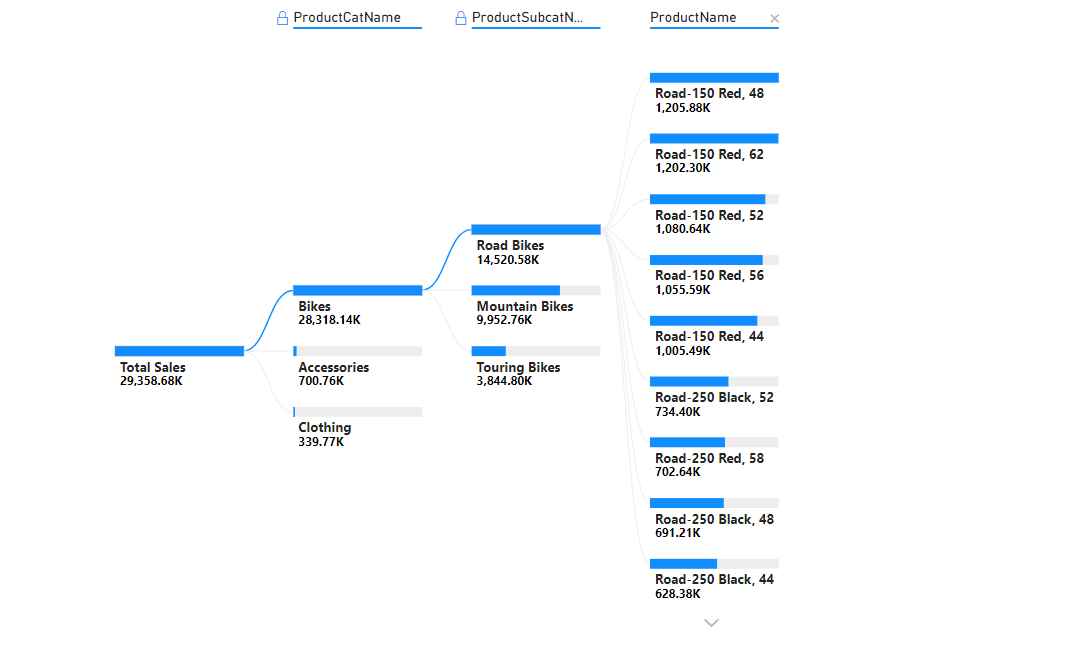 ProductCatName
ProductSubcatN...
ProductName
Total Sales
29,358.68K
Bikes
28,318.14K
Accessories
700.76K
Clothing
339.77K
Road Bikes
14,520.58K
Mountain Bikes
9,952.76K
Touring Bikes
3,844.80K
Road-150 Red, 48
1,205.88K
Road-150 Red, 62
1,202.30K
Road-150 Red, 52
1,080.64K
Road-150 Red, 56
1,055.59K
Road-150 Red, 44
1,005.49K
Road-250 Black, 52
734.40K
Road-250 Red, 58
702.64K
Road-250 Black, 48
691.21K
Road-250 Black, 44
628.38K